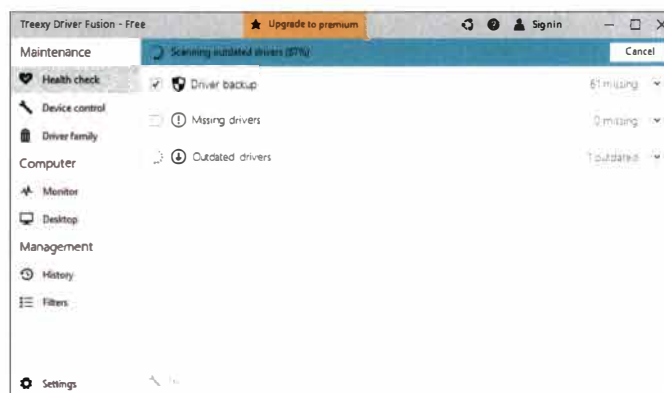 Treexy Driver Fusion - Free
Upgrade to premium
Signin
Maintenance
Scanning outdated drivers (57%)
Cancel
Health check
Driver backup
61 missing
Device control
Missing drivers
0 missing
Driver family
Outdated drivers
1 outdated
Computer
Monitor
Desktop
Management
History
Filters
Settings